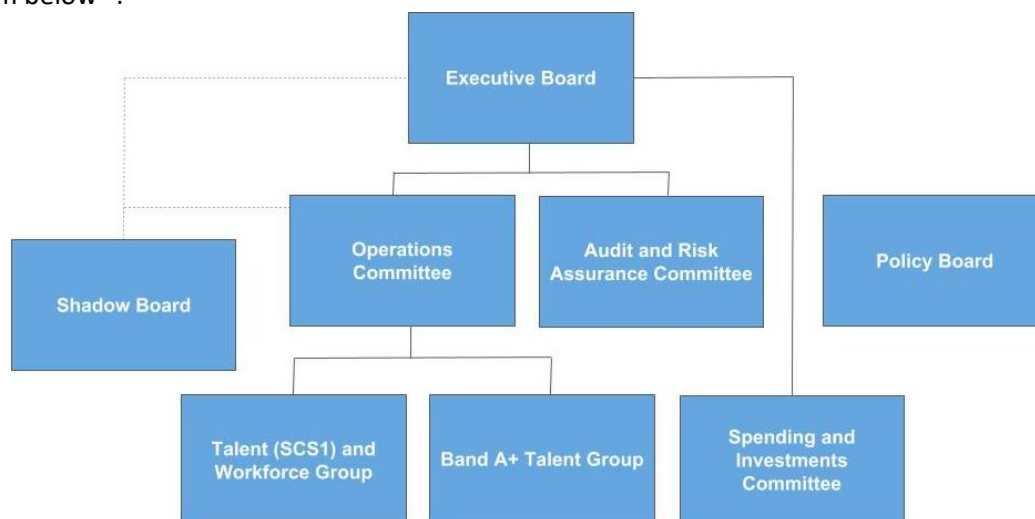 below
Executive Board
Operations
Committee
Audit and Risk
Assurance Committee
Policy Board
Shadow Board
Talent (SCS1) and
Workforce Group
Band A+ Talent Group
Spending and
Investments
Committee